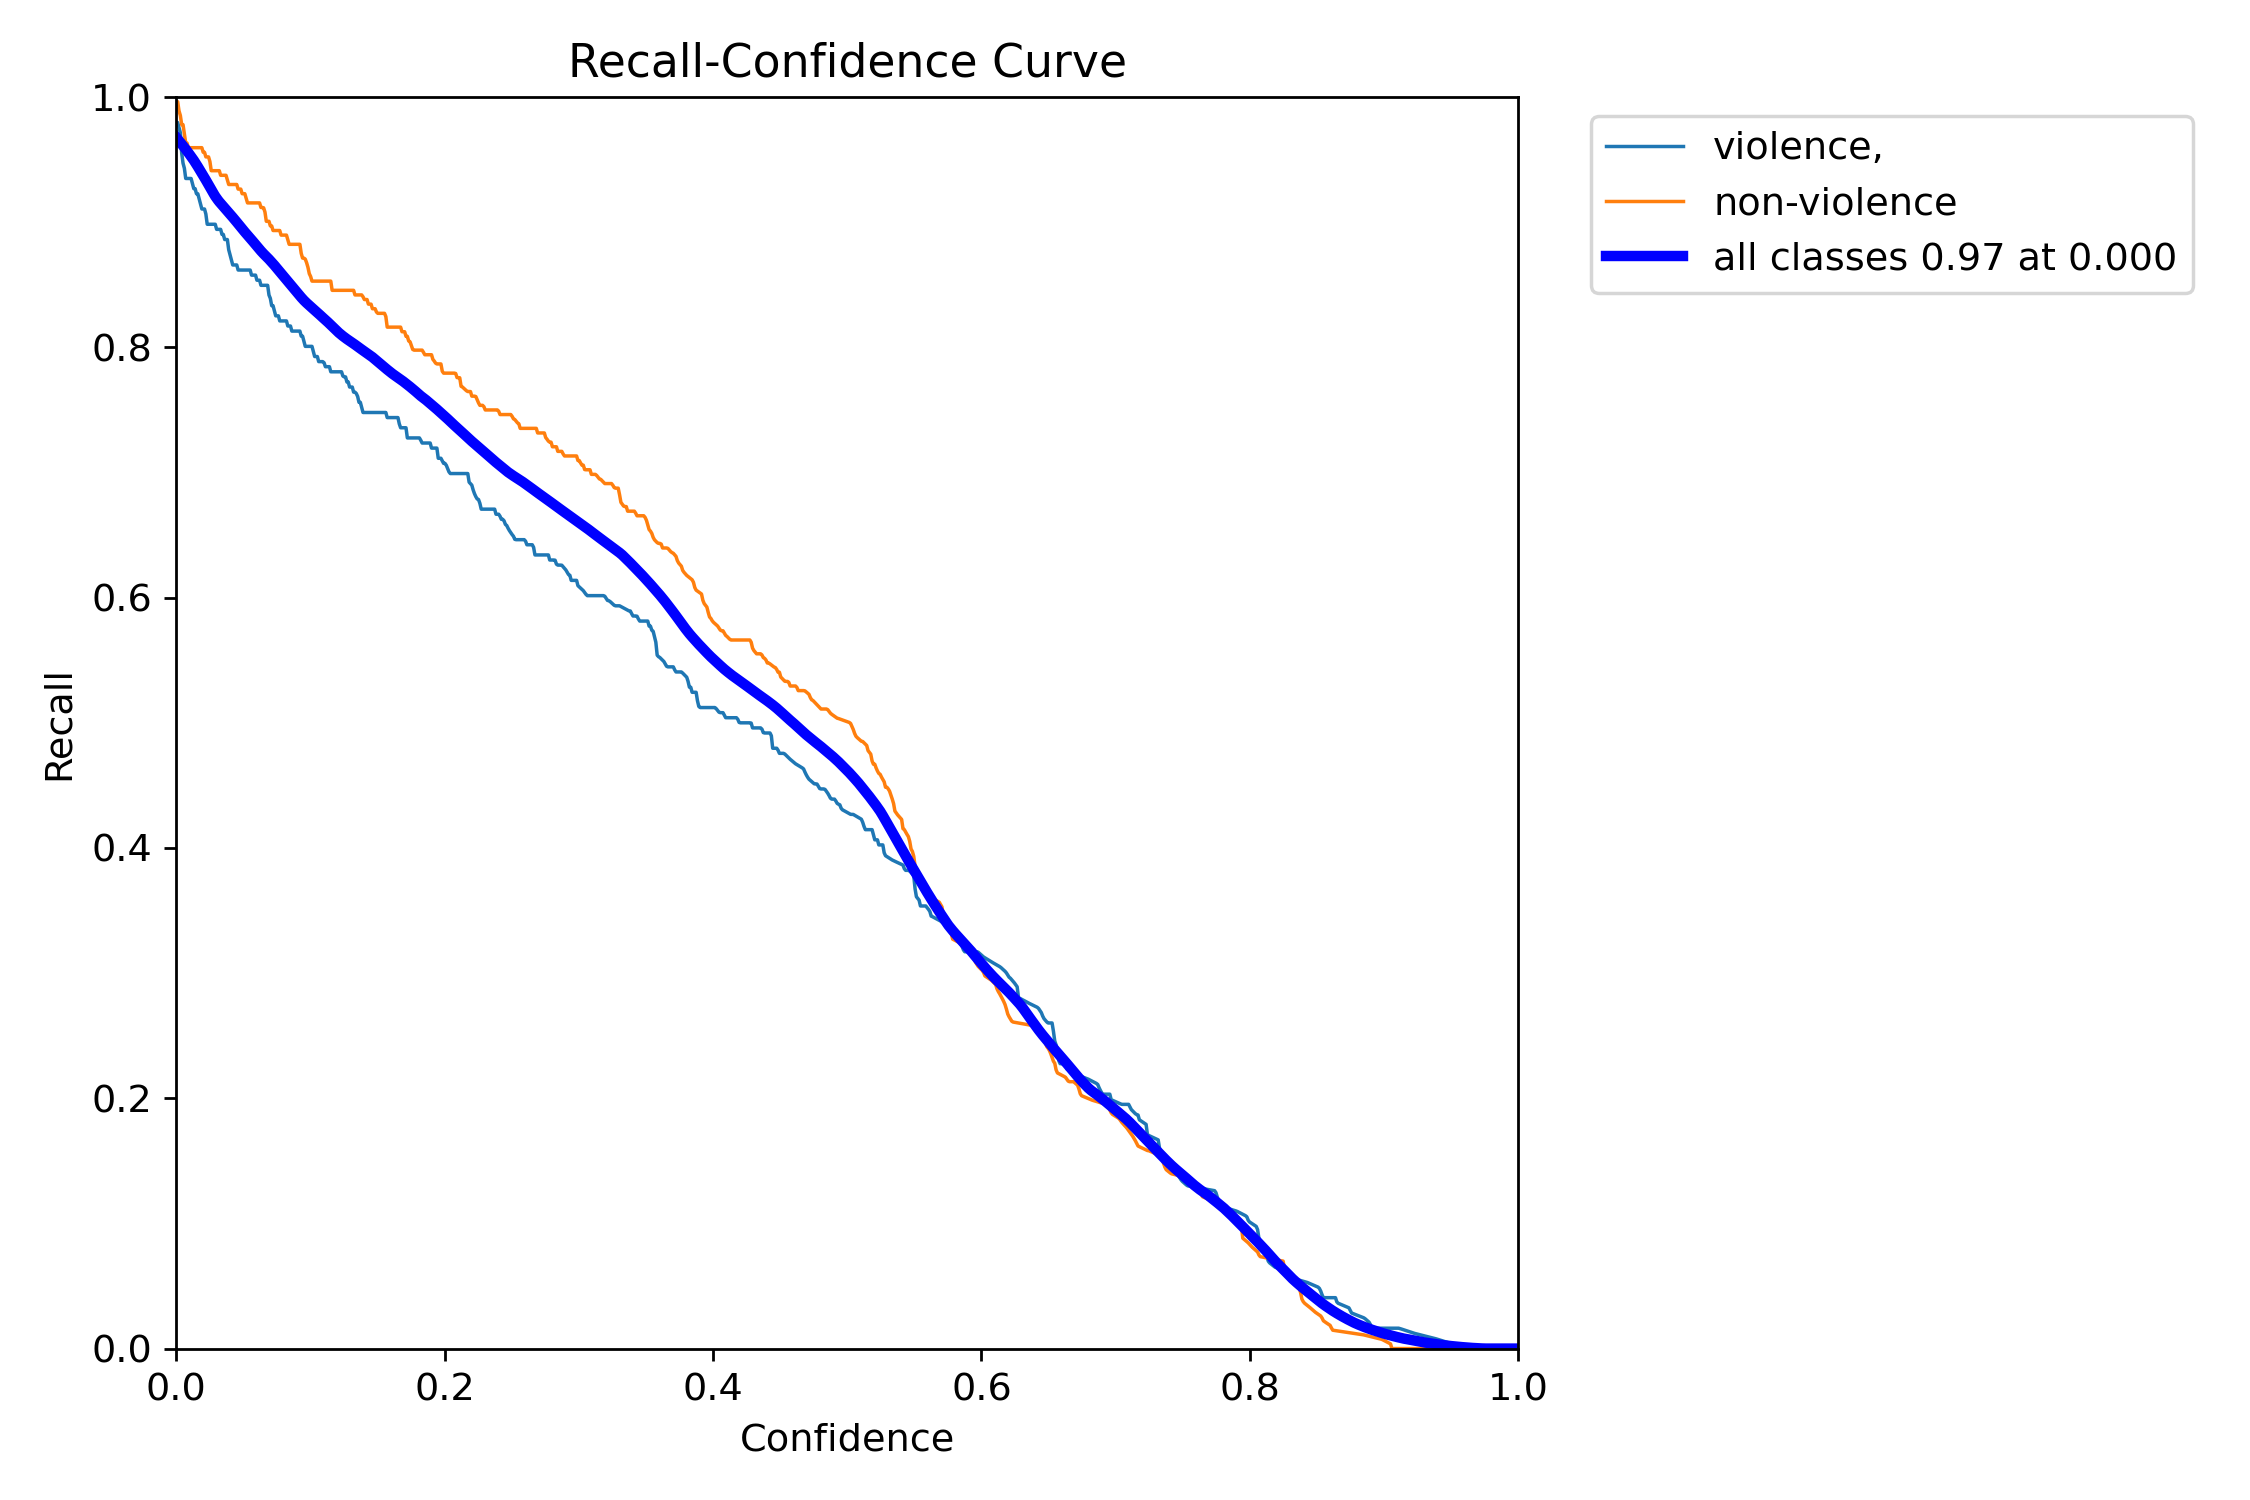 Recall-Confidence Curve
1.0
0.8
0.6
0.4
0.2
0.0
Recall
0.0 0.2 0.4 0.6 0.8 1.0
Confidence
violence,
non-violence
all classes 0.97 at 0.000